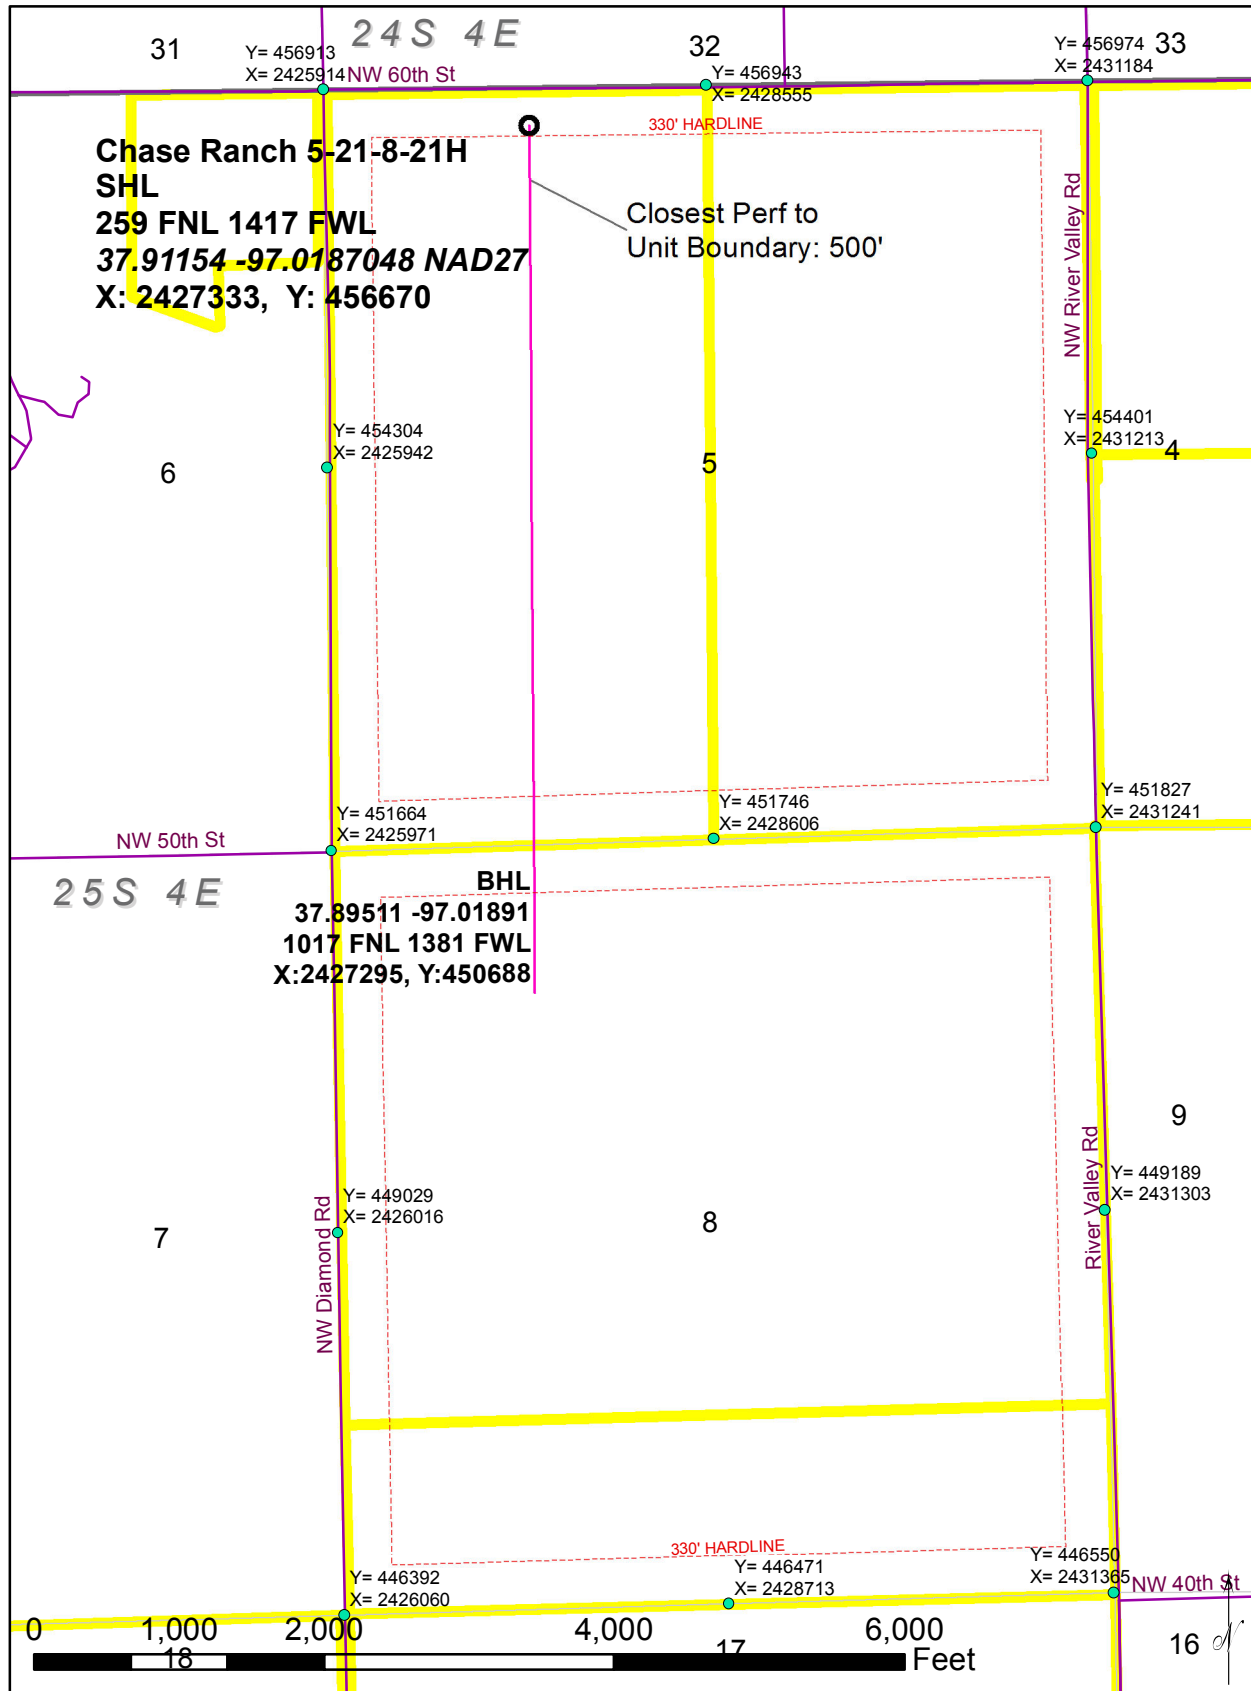 31
24S 4E
32
33
Y= 456913
X= 2425914
NW 60th St
Y= 456943
X= 2428555
Y= 456974
X= 2431184
330' HARDLINE
Chase Ranch 5-21-8-21H
SHL
259 FNL 1417 FWL
37.91154 -97.0187048 NAD27
X: 2427333, Y: 456670
Closest Perf to
Unit Boundary: 500'
NW River Valley Rd
Y= 454304
X= 2425942
Y= 454401
X= 2431213
6
5
4
Y= 451664
X= 2425971
Y= 451746
X= 2428606
Y= 451827
X= 2431241
NW 50th St
25S 4E
BHL
37.89511 -97.01891
1017 FNL 1381 FWL
X:2427295, Y:450688
9
River Valley Rd
Y= 449189
X= 2431303
Y= 449029
X= 2426016
NW Diamond Rd
7
8
330' HARDLINE
Y= 446392
X= 2426060
Y= 446471
X= 2428713
Y= 446550
X= 2431365
NW 40th St
0 1,000 2,000 4,000 6,000
Feet
18
17
16
N